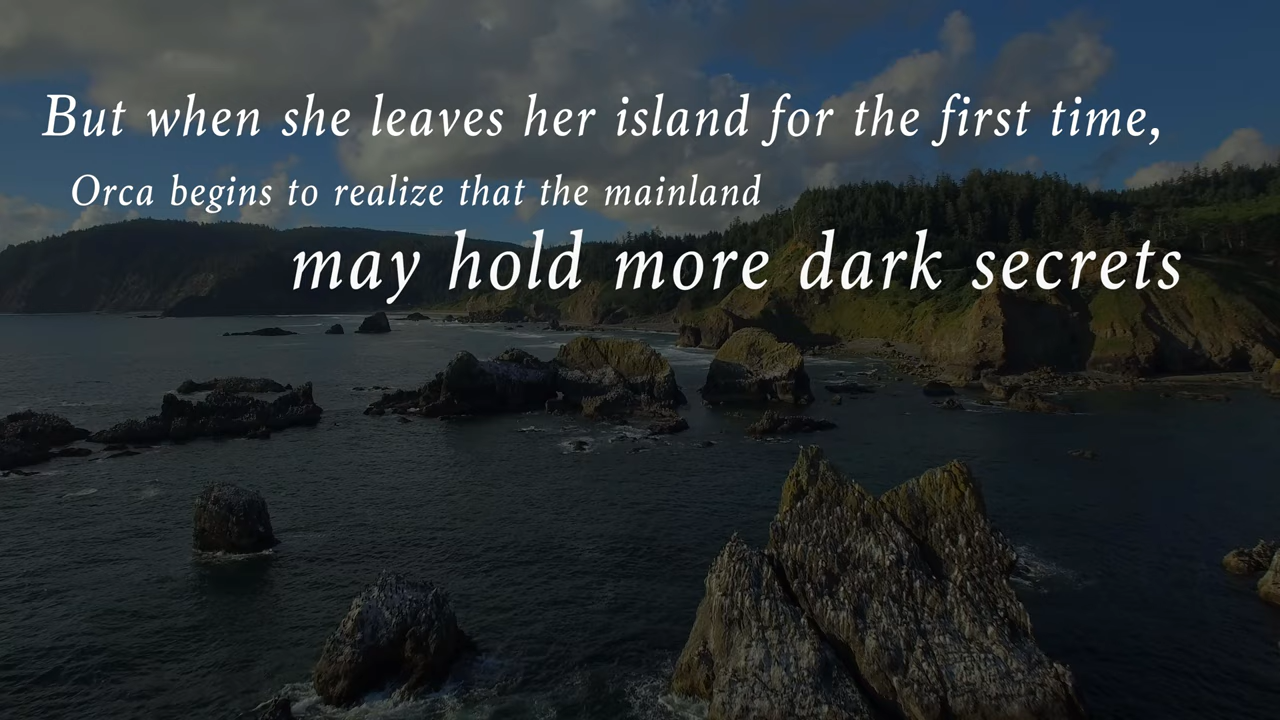 But when she leaves her island for the first time,
Orca begins to realize that the mainland
may hold more dark secrets